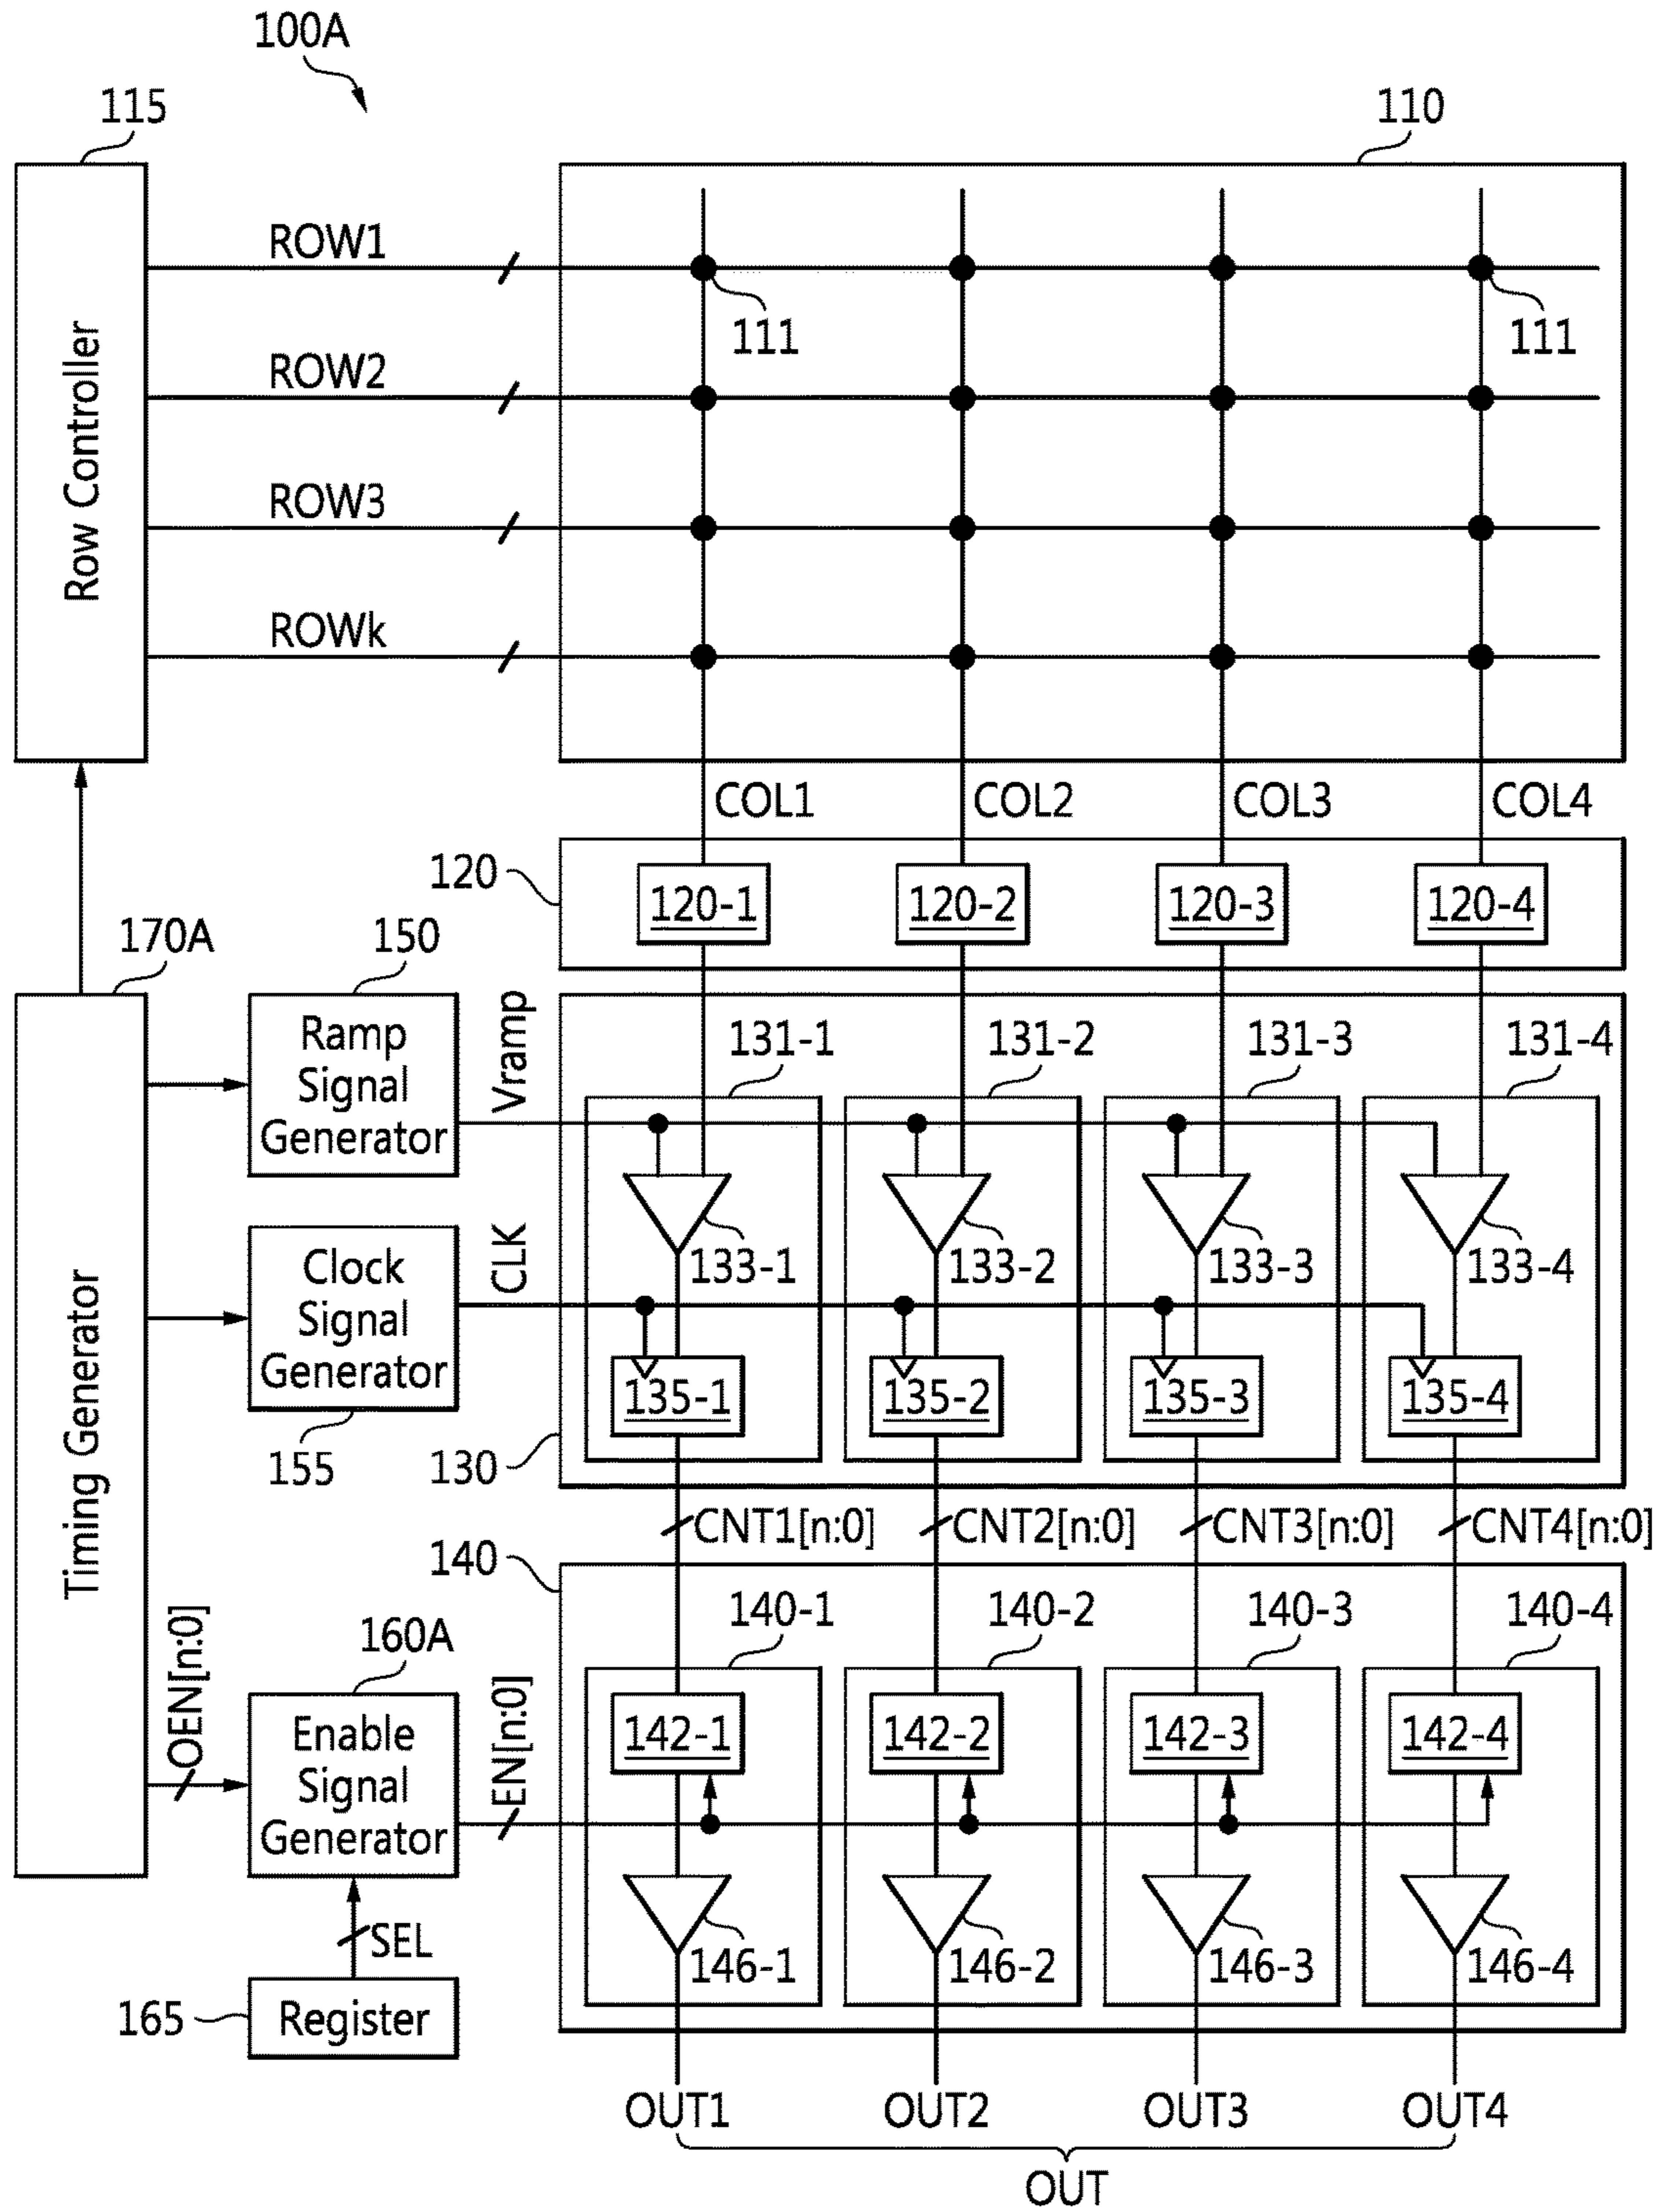 100A
115
110
ROW1
111
111
ROW2
ROW3
ROWk
Row Controller
COL1
COL2
COL3
COL4
120
120-1
120-2
120-3
120-4
170A
150
Ramp
Signal
Generator
Vramp
131-1
131-2
131-3
131-4
133-1
133-2
133-3
133-4
Clock
Signal
Generator
CLK
155
135-1
135-2
135-3
135-4
130
Timing Generator
CNT1[n:0]
CNT2[n:0]
CNT3[n:0]
CNT4[n:0]
140
140-1
140-2
140-3
140-4
OEN[n:0]
160A
Enable
Signal
Generator
EN[n:0]
142-1
142-2
142-3
142-4
SEL
146-1
146-2
146-3
146-4
165
Register
OUT1
OUT2
OUT3
OUT4
OUT